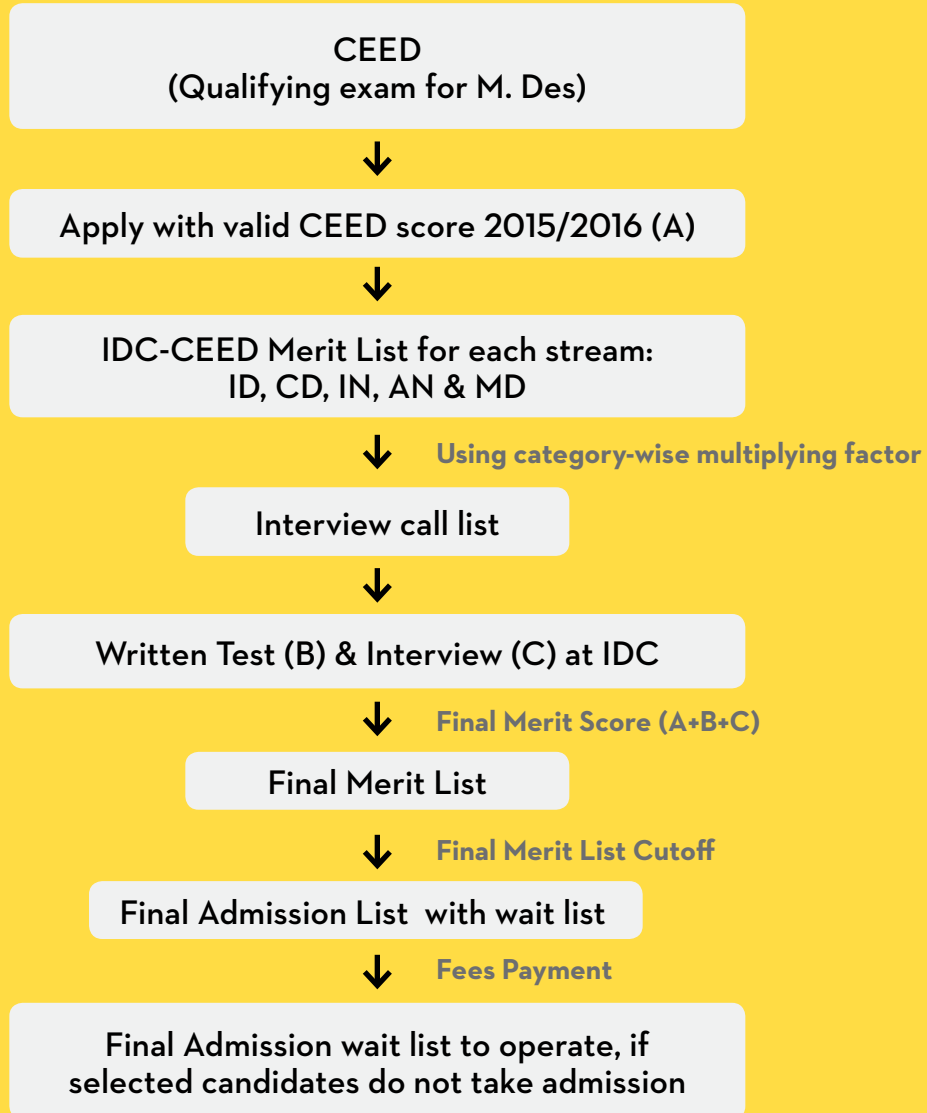 CEED
(Qualifying exam for M. Des)
Apply with valid CEED score 2015/2016 (A)
IDC-CEED Merit List for each stream:
ID, CD, IN, AN & MD
Using category-wise multiplying factor
Interview call list
Written Test (B) & Interview (C) at IDC
Final Merit Score (A+B+C)
Final Merit List
Final Merit List Cutoff
Final Admission List with wait list
Fees Payment
Final Admission wait list to operate, if
selected candidates do not take admission